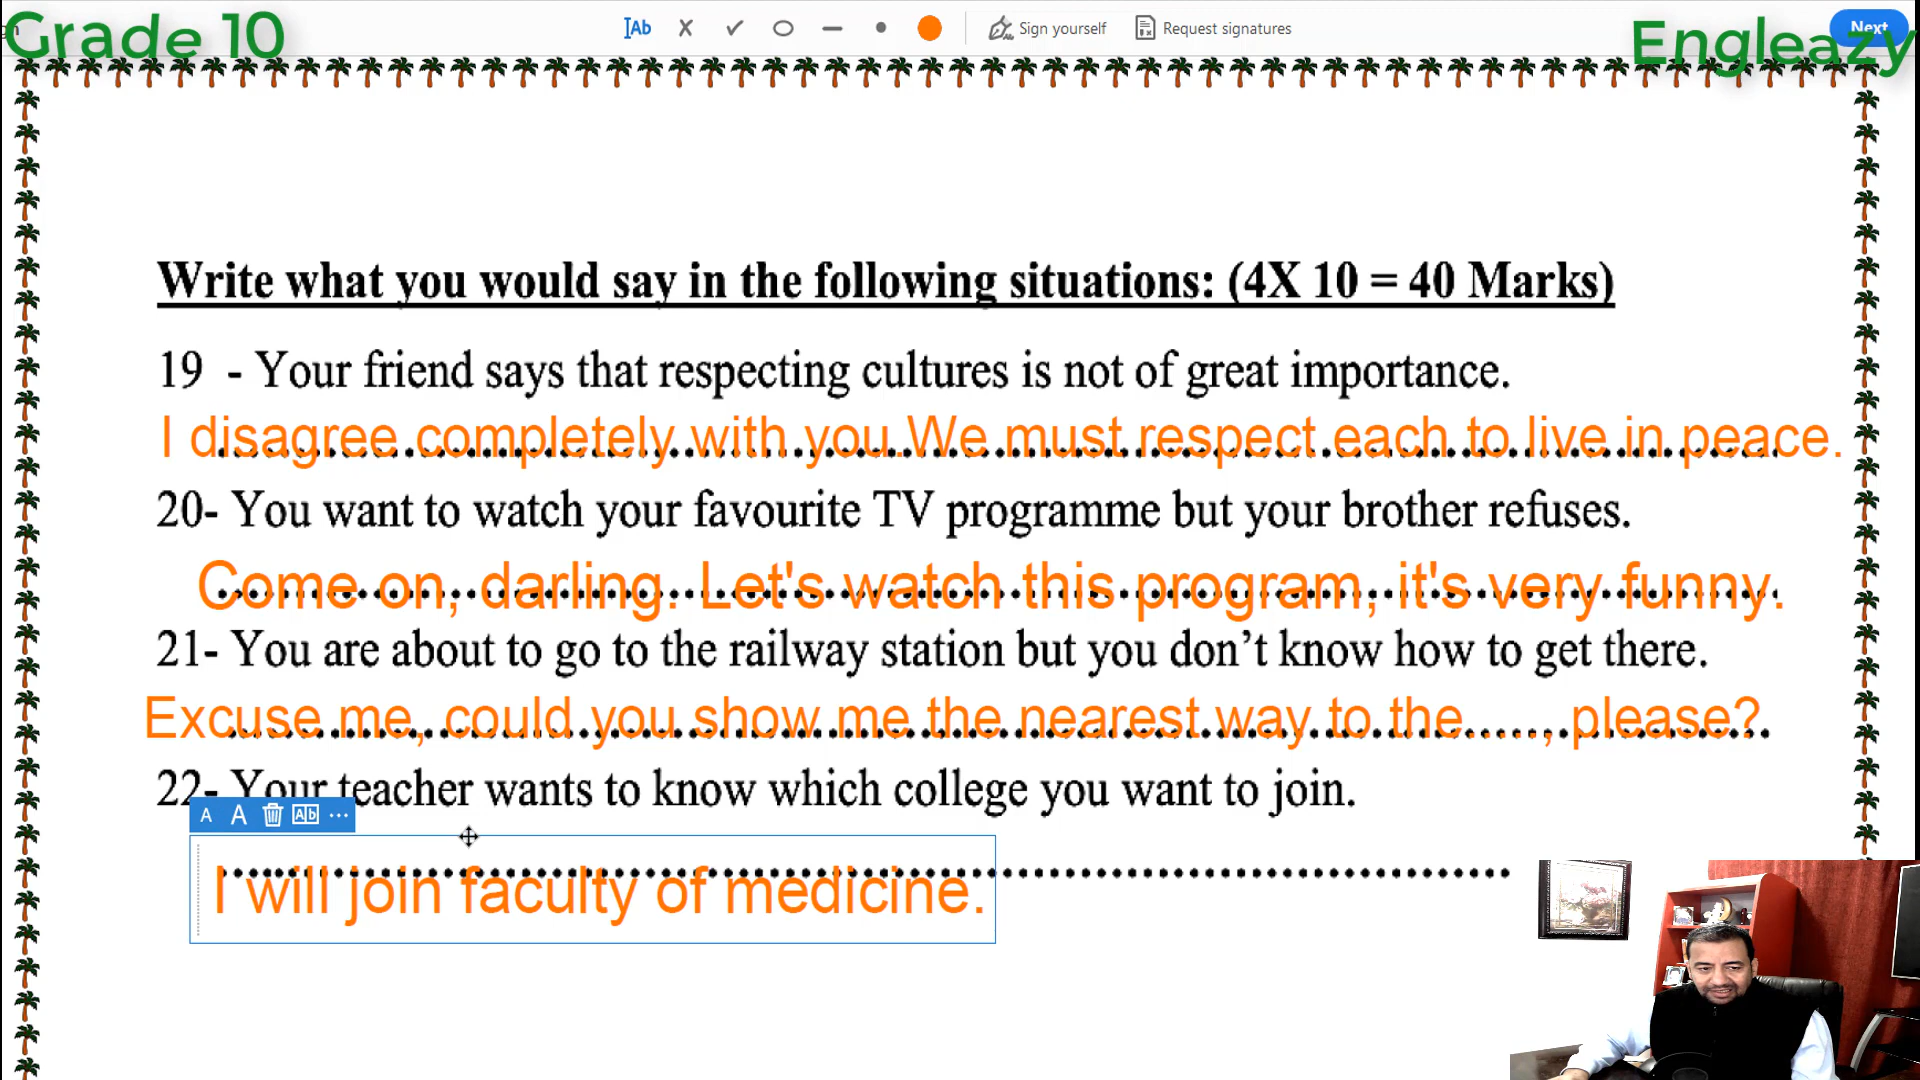 Grade 10
Ab
Sign yourself
Request signatures
Next
Engleazy
Write what you would say in the following situations: (4X 10 = 40 Marks)
19 - Your friend says that respecting cultures is not of great importance.
I disagree completely with you.We must respect each to live in peace.
20- You want to watch your favourite TV programme but your brother refuses.
Come on, darling. Let's watch this program, it's very funny.
21- You are about to go to the railway station but you don’t know how to get there.
Excuse me, could you show me the nearest way to the......, please?
22- Your teacher wants to know which college you want to join.
A A Ab ...
I will join faculty of medicine.